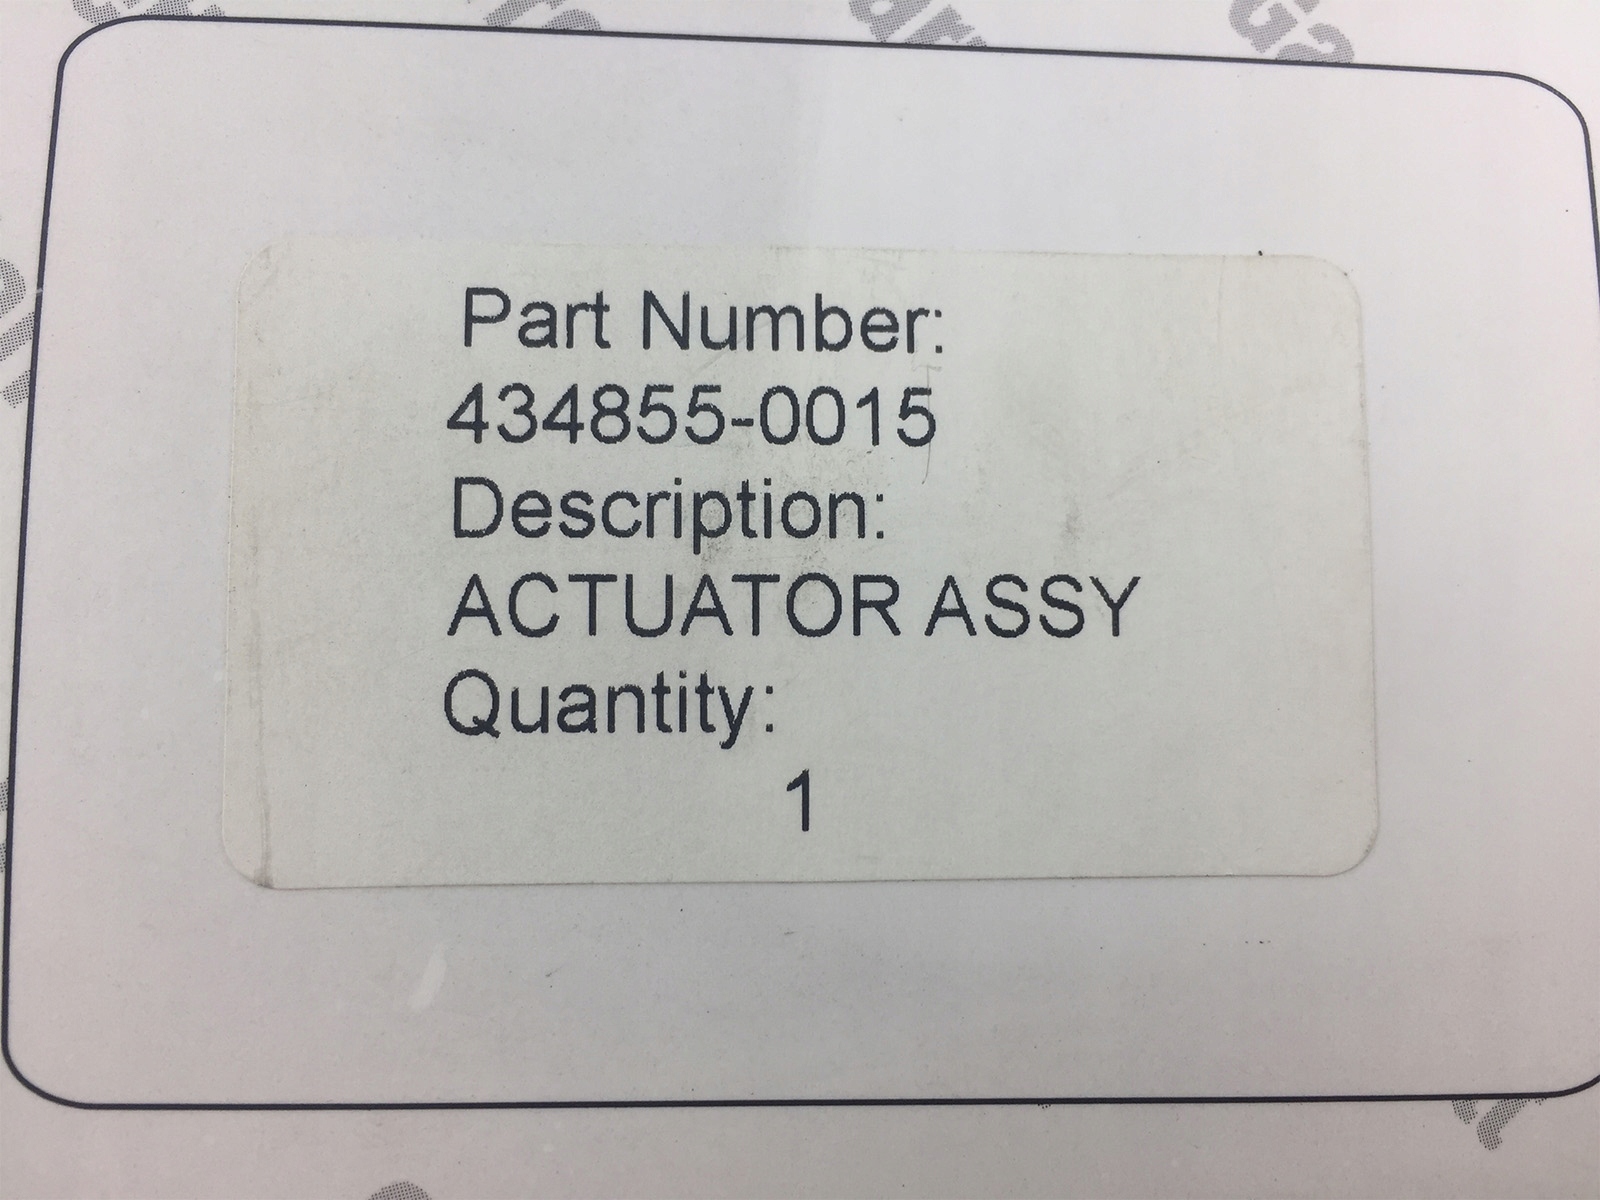 Part Number:
434855-0015
Description:
ACTUATOR ASSY
Quantity:
1